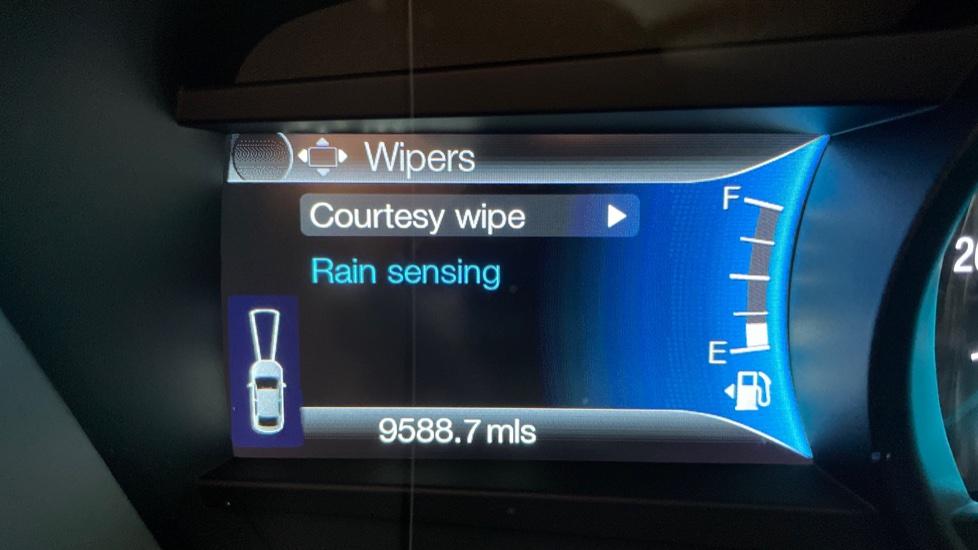 Wipers
Courtesy wipe
Rain sensing
F
E
9588.7 mls